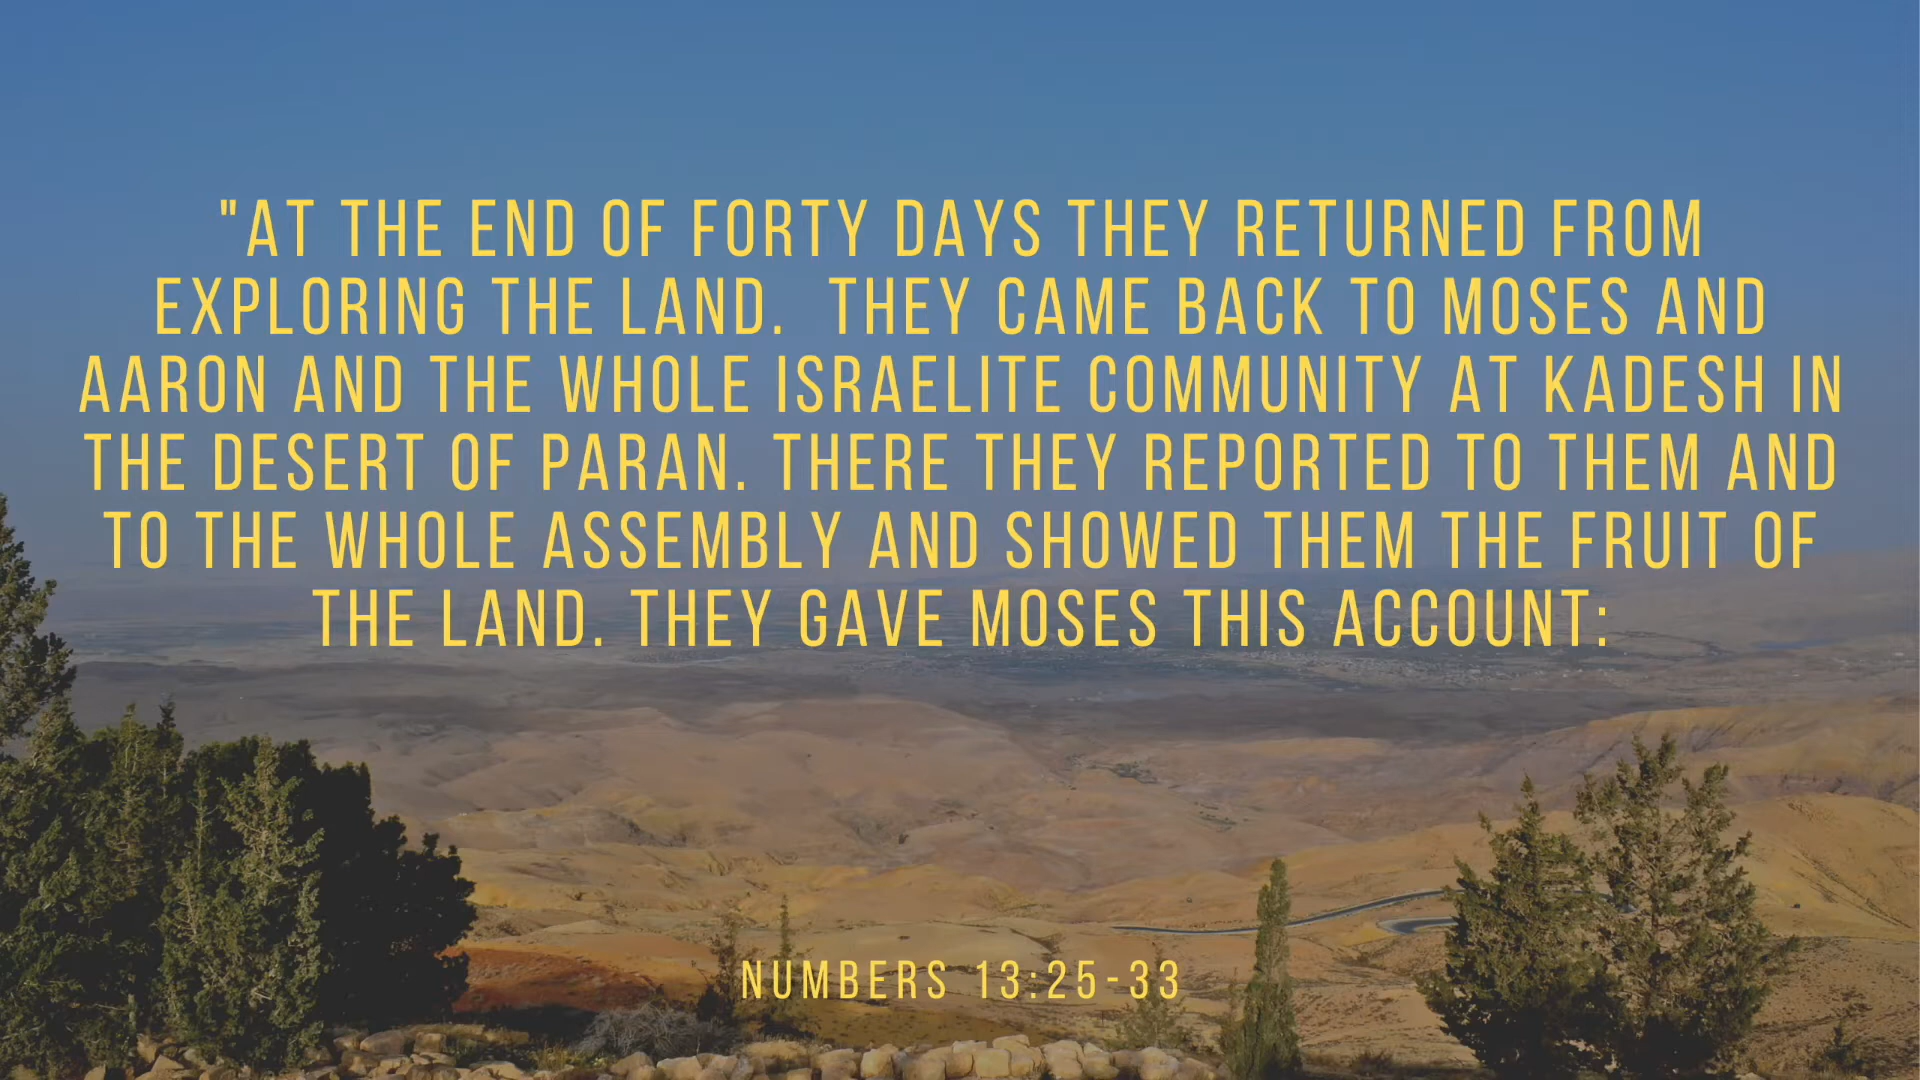 "AT THE END OF FORTY DAYS THEY RETURNED FROM
EXPLORING THE LAND.  THEY CAME BACK TO MOSES AND
AARON AND THE WHOLE ISRAELITE COMMUNITY AT KADESH IN
THE DESERT OF PARAN. THERE THEY REPORTED TO THEM AND
TO THE WHOLE ASSEMBLY AND SHOWED THEM THE FRUIT OF
THE LAND. THEY GAVE MOSES THIS ACCOUNT:
NUMBERS 13:25-33